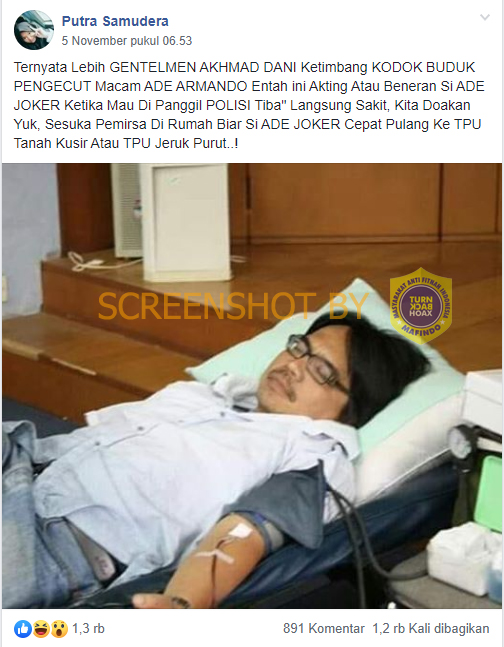 Putra Samudera
5 November pukul 06.53
Ternyata Lebih GENTELMEN AKHMAD DANI Ketimbang KODOK BUDUK
PENGECUT Macam ADE ARMANDO Entah ini Akting Atau Beneran Si ADE
JOKER Ketika Mau Di Panggil POLISI Tiba" Langsung Sakit, Kita Doakan
Yuk, Sesuka Pemirsa Di Rumah Biar Si ADE JOKER Cepat Pulang Ke TPU
Tanah Kusir Atau TPU Jeruk Purut..!
SCREENSHOT BY
MASYARAKAT ANTI FITNAH INDONESIA
TURN
BACK
HOAX
MAFINDO
1,3 rb
891 Komentar 1,2 rb Kali dibagikan